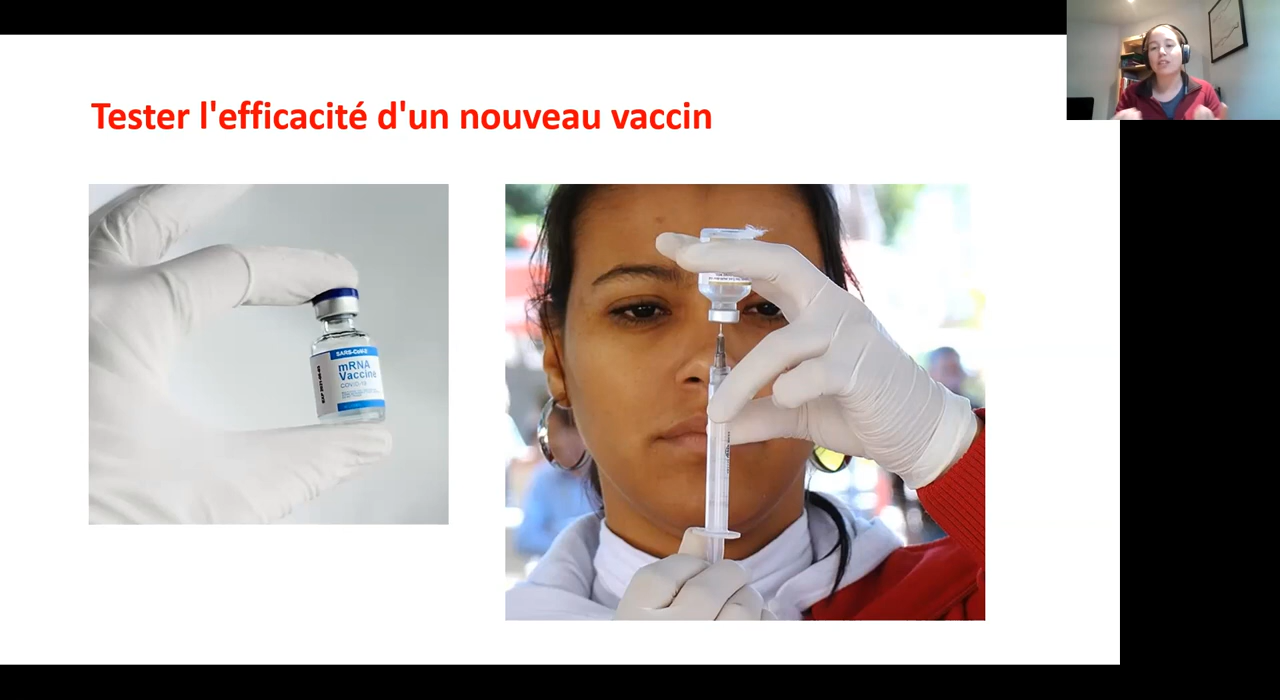 Tester l'efficacité d'un nouveau vaccin
SARS-CoV-2
mRNA
Vaccine
COVID-19